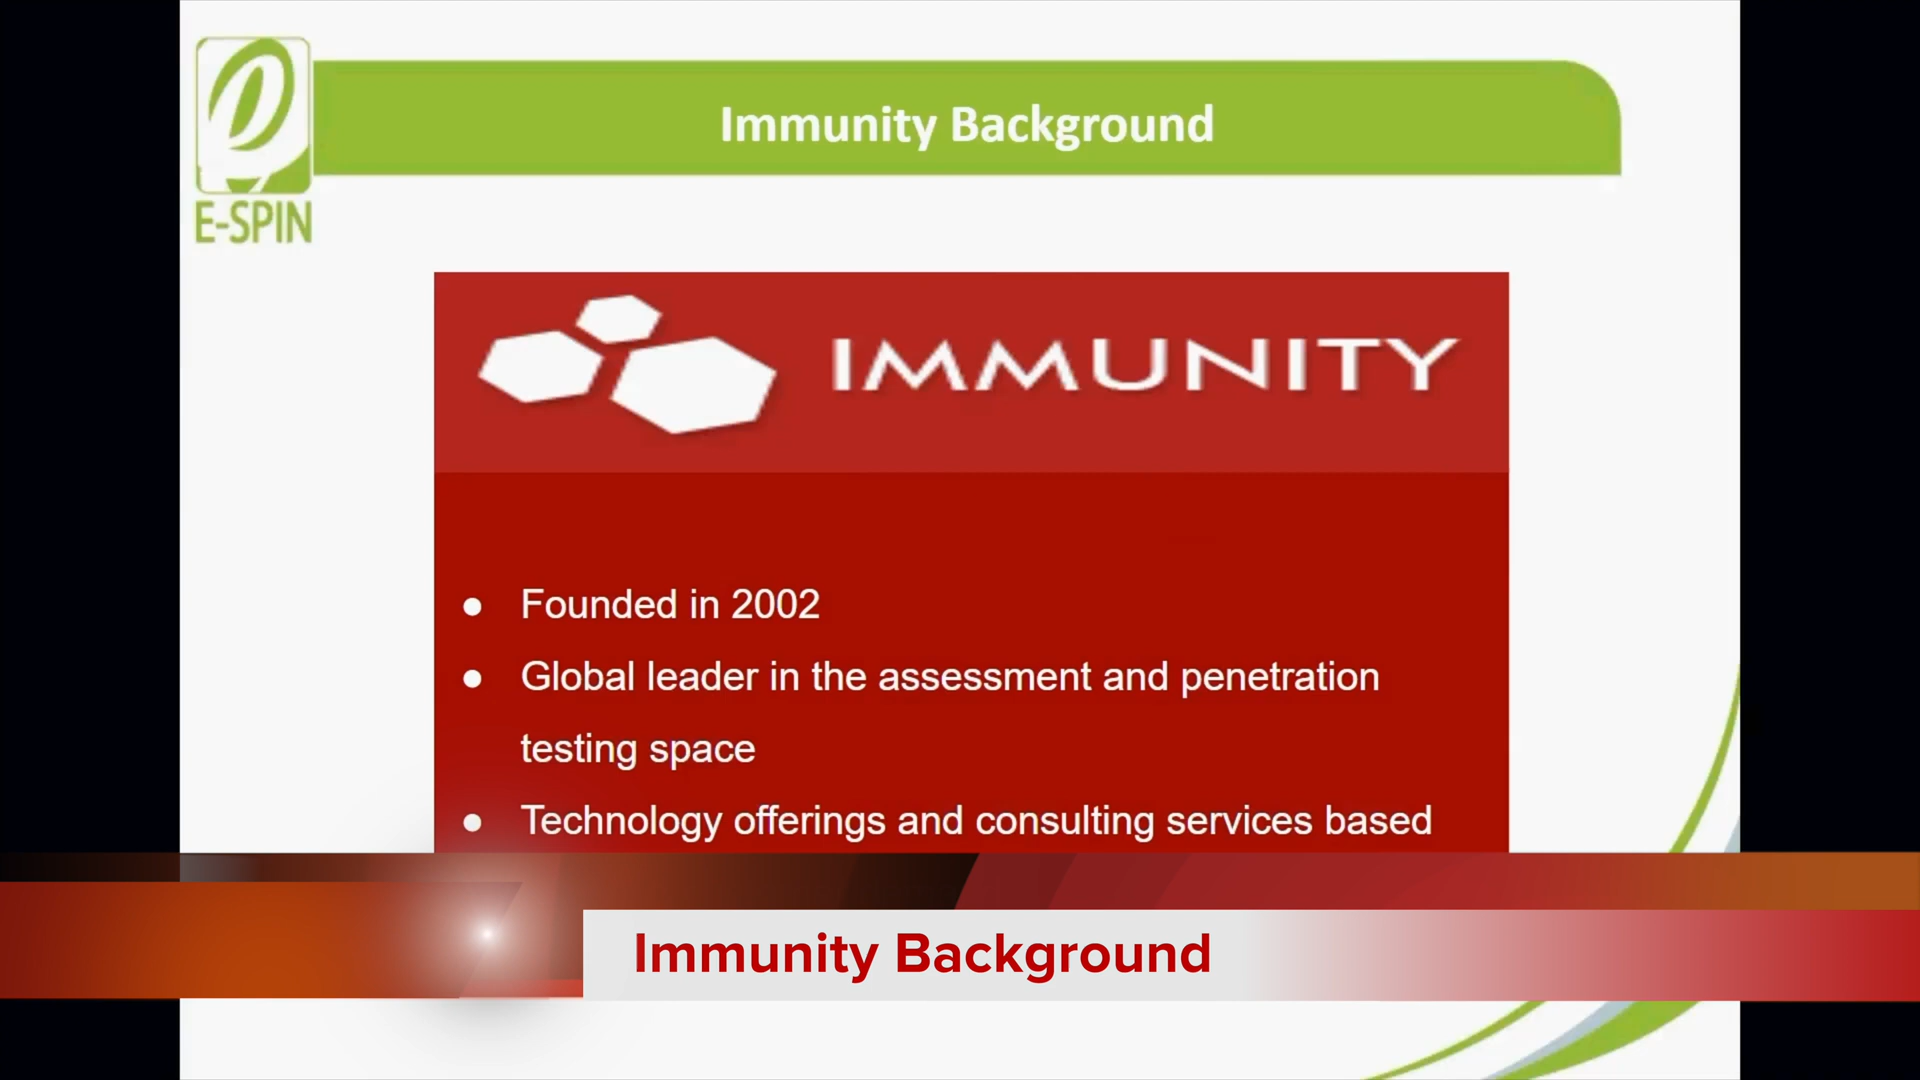 Immunity Background
E-SPIN
IMMUNITY
● Founded in 2002
● Global leader in the assessment and penetration
testing space
● Technology offerings and consulting services based
Immunity Background